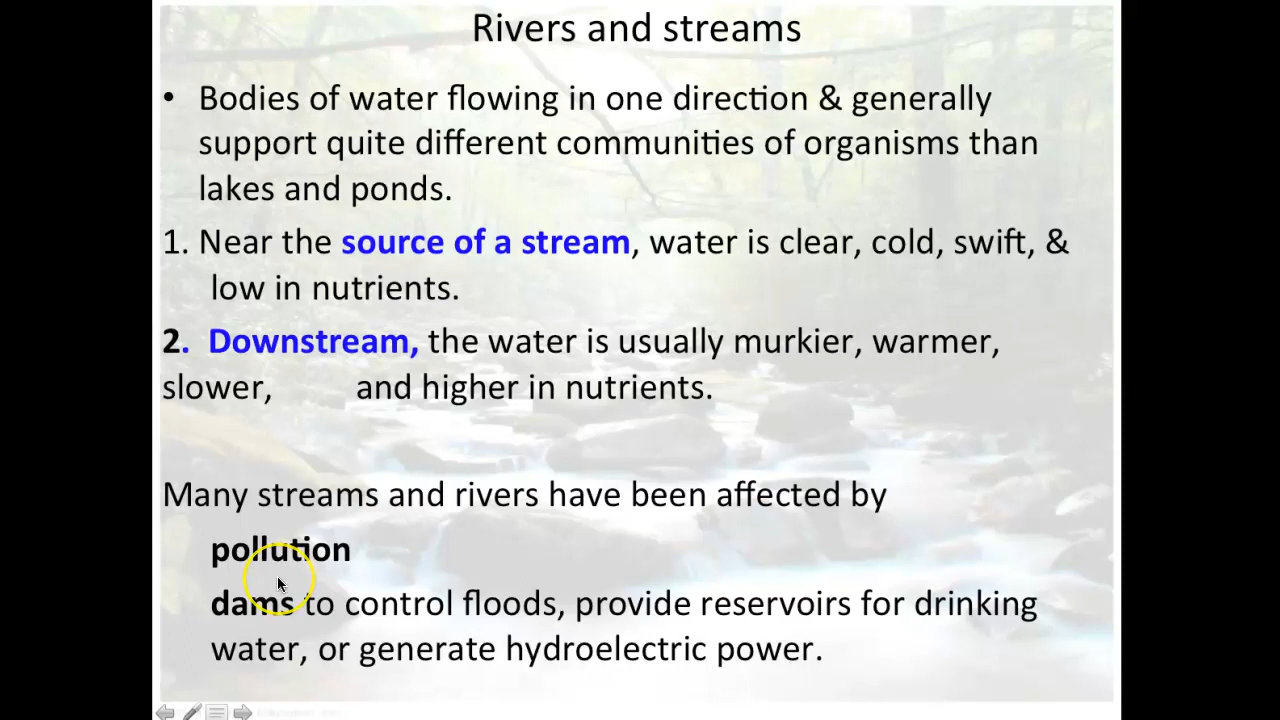 Rivers and streams
• Bodies of water flowing in one direction & generally
support quite different communities of organisms than
lakes and ponds.
1. Near the source of a stream, water is clear, cold, swift, &
low in nutrients.
2. Downstream, the water is usually murkier, warmer,
slower, and higher in nutrients.
Many streams and rivers have been affected by
pollution
dams to control floods, provide reservoirs for drinking
water, or generate hydroelectric power.